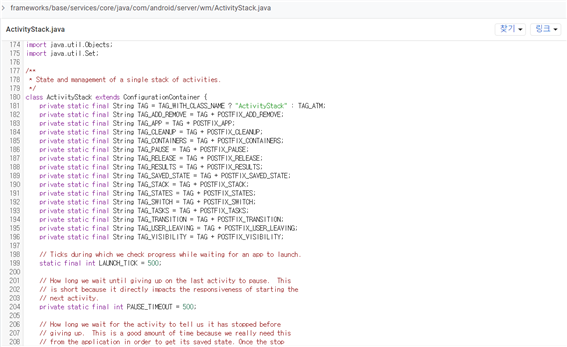 frameworks/base/services/core/java/com/android/server/wm/ActivityStack.java
ActivityStack.java 찾기 링크
174 import java.util.Objects;
175 import java.util.Set;
176
177 /**
178 * State and management of a single stack of activities.
179 */
180 class ActivityStack extends ConfigurationContainer {
181 private static final String TAG = TAG_WITH_CLASS_NAME ? "ActivityStack" : TAG_ATM;
182 private static final String TAG_ADD_REMOVE = TAG + POSTFIX_ADD_REMOVE;
183 private static final String TAG_APP = TAG + POSTFIX_APP;
184 private static final String TAG_CLEANUP = TAG + POSTFIX_CLEANUP;
185 private static final String TAG_CONTAINERS = TAG + POSTFIX_CONTAINERS;
186 private static final String TAG_PAUSE = TAG + POSTFIX_PAUSE;
187 private static final String TAG_RELEASE = TAG + POSTFIX_RELEASE;
188 private static final String TAG_RESULTS = TAG + POSTFIX_RESULTS;
189 private static final String TAG_SAVED_STATE = TAG + POSTFIX_SAVED_STATE;
190 private static final String TAG_STACK = TAG + POSTFIX_STACK;
191 private static final String TAG_STATES = TAG + POSTFIX_STATES;
192 private static final String TAG_SWITCH = TAG + POSTFIX_SWITCH;
193 private static final String TAG_TASKS = TAG + POSTFIX_TASKS;
194 private static final String TAG_TRANSITION = TAG + POSTFIX_TRANSITION;
195 private static final String TAG_USER_LEAVING = TAG + POSTFIX_USER_LEAVING;
196 private static final String TAG_VISIBILITY = TAG + POSTFIX_VISIBILITY;
197
198 // Ticks during which we check progress while waiting for an app to launch.
199 static final int LAUNCH_TICK = 500;
200
201 // How long we wait until giving up on the last activity to pause. This
202 // is short because it directly impacts the responsiveness of starting the
203 // next activity.
204 private static final int PAUSE_TIMEOUT = 500;
205
206 // How long we wait for the activity to tell us it has stopped before
207 // giving up. This is a good amount of time because we really need this
208 // from the application in order to get its saved state. Once the stop